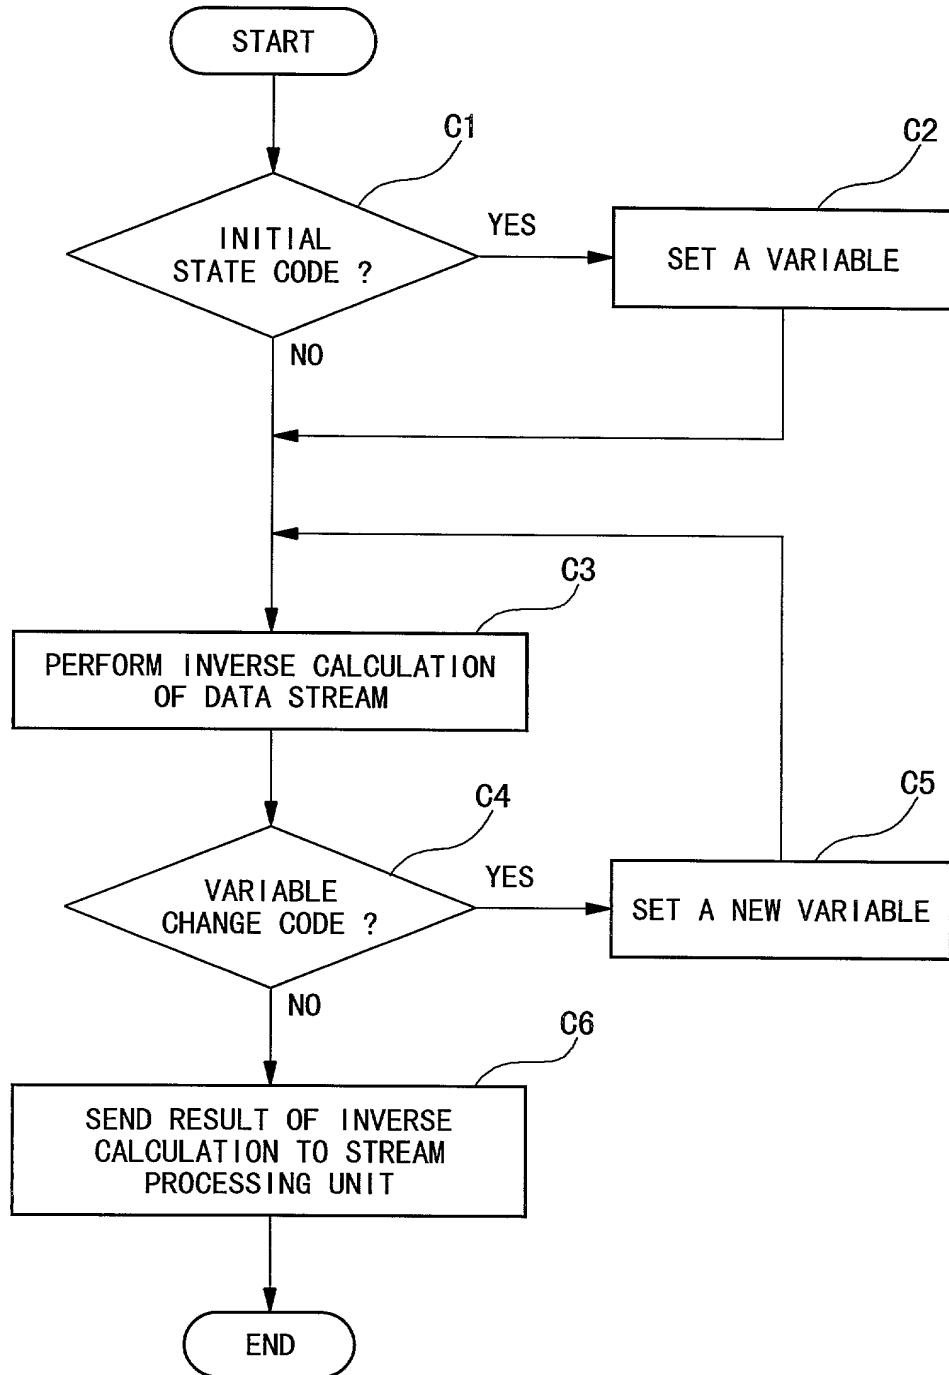 START
C1
C2
INITIAL
STATE CODE ?
YES
SET A VARIABLE
NO
C3
PERFORM INVERSE CALCULATION
OF DATA STREAM
C4
C5
VARIABLE
CHANGE CODE ?
YES
SET A NEW VARIABLE
NO
C6
SEND RESULT OF INVERSE
CALCULATION TO STREAM
PROCESSING UNIT
END